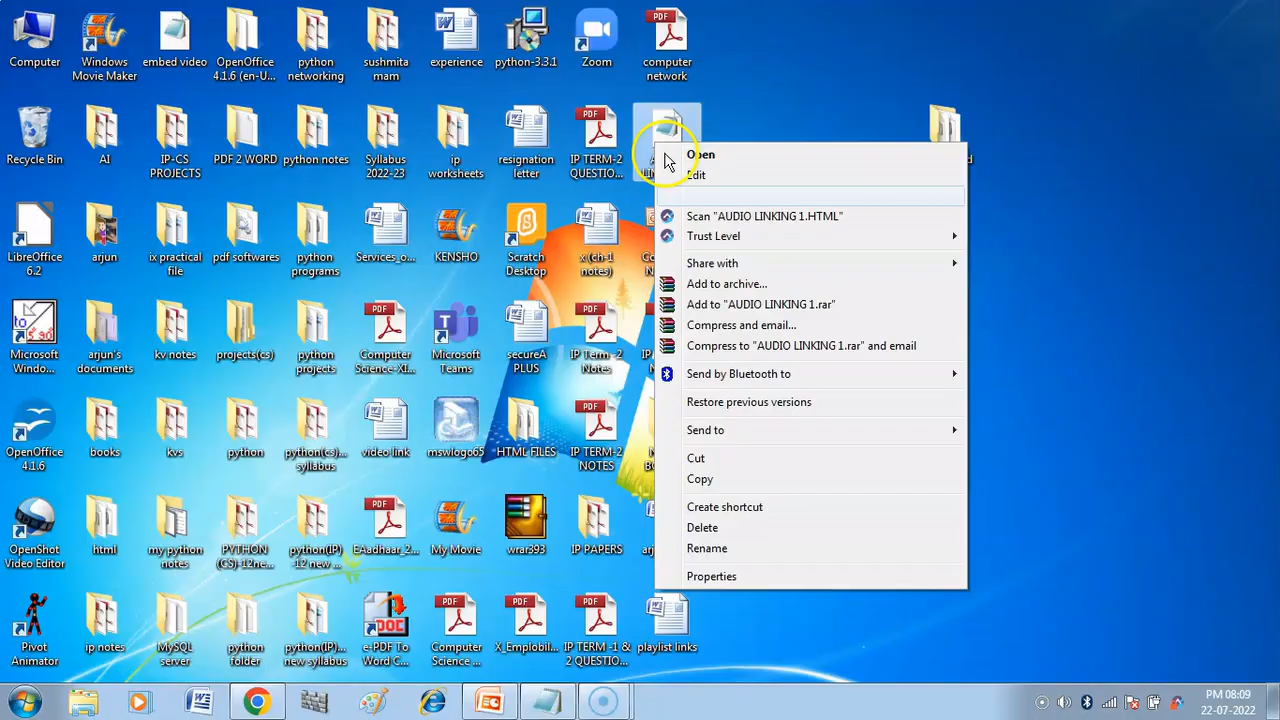 Computer
Windows
Movie Maker
embed video
OpenOffice
4.1.6 (en-U...
python
networking
sushmita
mam
experience
python-3.3.1
Zoom
computer
network
Recycle Bin
AI
IP-CS
PROJECTS
PDF 2 WORD
python notes
Syllabus
2022-23
ip
worksheets
resignation
letter
IP TERM-2
QUESTIO...
LibreOffice
6.2
arjun
ix practical
file
pdf softwares
python
programs
Services_o...
KENSHO
Scratch
Desktop
x (ch-1
notes)
Microsoft
Windo...
arjun's
documents
kv notes
projects(cs)
python
projects
Computer
Science-XI...
Microsoft
Teams
secureA
PLUS
IP Term -2
Notes
OpenOffice
4.1.6
books
kvs
python
python(cs)...
syllabus
video link
mswlogo65
HTML FILES
IP TERM-2
NOTES
OpenShot
Video Editor
html
my python
notes
PYTHON
(CS)-12ne...
python(IP)
-12 new ...
EAadhaar_2...
My Movie
wrar393
IP PAPERS
Pivot
Animator
ip notes
MySQL
server
python
folder
python(IP)...
new syllabus
e-PDF To
Word C...
Computer
Science ...
X_Emplobil...
IP TERM -1 &
2 QUESTIO...
playlist links
Open
Edit
Scan "AUDIO LINKING 1.HTML"
Trust Level
Share with
Add to archive...
Add to "AUDIO LINKING 1.rar"
Compress and email...
Compress to "AUDIO LINKING 1.rar" and email
Send by Bluetooth to
Restore previous versions
Send to
Cut
Copy
Create shortcut
Delete
Rename
Properties
PM 08:09
22-07-2022